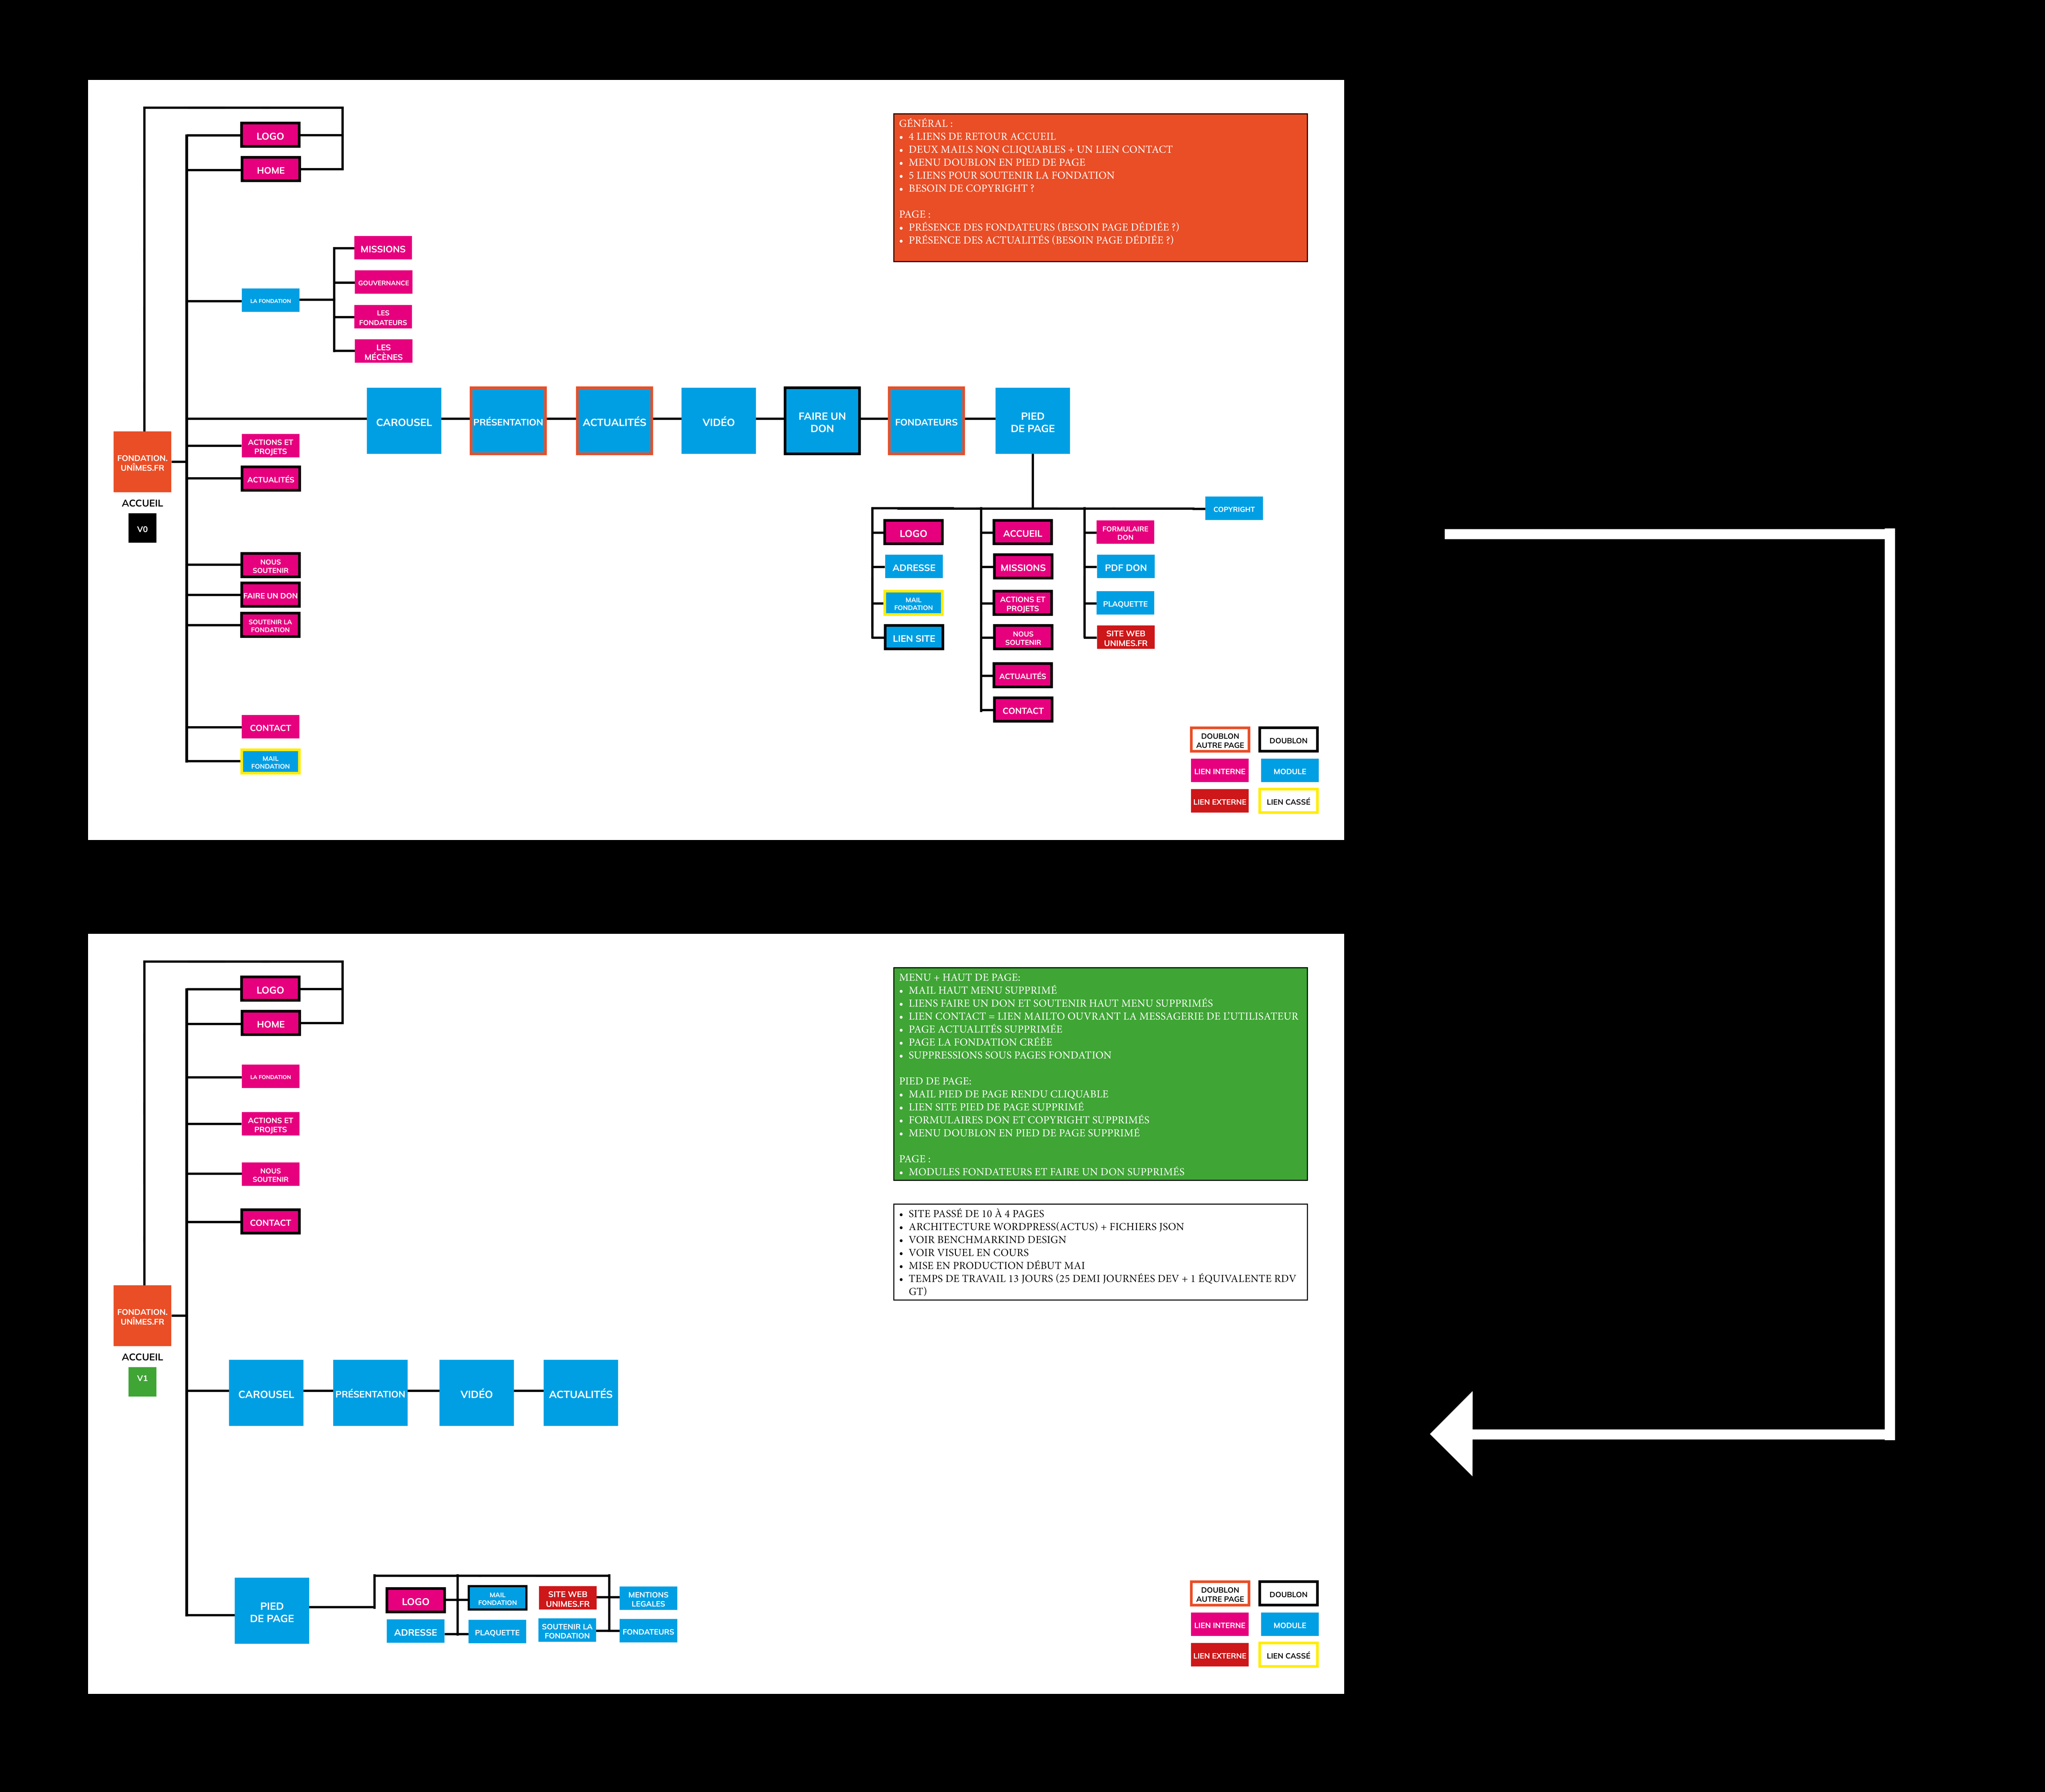 LOGO
HOME
MISSIONS
GOUVERNANCE
LA FONDATION
LES
FONDATEURS
LES
MÉCÈNES
GÉNÉRAL :
• 4 LIENS DE RETOUR ACCUEIL
• DEUX MAILS NON CLIQUABLES + UN LIEN CONTACT
• MENU DOUBLON EN PIED DE PAGE
• 5 LIENS POUR SOUTENIR LA FONDATION
• BESOIN DE COPYRIGHT ?
PAGE :
• PRÉSENCE DES FONDATEURS (BESOIN PAGE DÉDIÉE ?)
• PRÉSENCE DES ACTUALITÉS (BESOIN PAGE DÉDIÉE ?)
CAROUSEL
PRÉSENTATION
ACTUALITÉS
VIDÉO
FAIRE UN
DON
FONDATEURS
PIED
DE PAGE
FONDATION.
UNÎMES.FR
ACCUEIL
V0
ACTIONS ET
PROJETS
ACTUALITÉS
NOUS
SOUTENIR
FAIRE UN DON
SOUTENIR LA
FONDATION
CONTACT
MAIL
FONDATION
COPYRIGHT
LOGO
ADRESSE
MAIL
FONDATION
LIEN SITE
ACCUEIL
MISSIONS
ACTIONS ET
PROJETS
NOUS
SOUTENIR
ACTUALITÉS
CONTACT
FORMULAIRE
DON
PDF DON
PLAQUETTE
SITE WEB
UNIMES.FR
DOUBLON
AUTRE PAGE
DOUBLON
LIEN INTERNE
MODULE
LIEN EXTERNE
LIEN CASSÉ
LOGO
HOME
LA FONDATION
ACTIONS ET
PROJETS
NOUS
SOUTENIR
CONTACT
MENU + HAUT DE PAGE:
• MAIL HAUT MENU SUPPRIMÉ
• LIENS FAIRE UN DON ET SOUTENIR HAUT MENU SUPPRIMÉS
• LIEN CONTACT = LIEN MAILTO OUVRANT LA MESSAGERIE DE L'UTILISATEUR
• PAGE ACTUALITÉS SUPPRIMÉE
• PAGE LA FONDATION CRÉÉE
• SUPPRESSIONS SOUS PAGES FONDATION
PIED DE PAGE:
• MAIL PIED DE PAGE RENDU CLIQUABLE
• LIEN SITE PIED DE PAGE SUPPRIMÉ
• FORMULAIRES DON ET COPYRIGHT SUPPRIMÉS
• MENU DOUBLON EN PIED DE PAGE SUPPRIMÉ
PAGE :
• MODULES FONDATEURS ET FAIRE UN DON SUPPRIMÉS
• SITE PASSÉ DE 10 À 4 PAGES
• ARCHITECTURE WORDPRESS(ACTUS) + FICHIERS JSON
• VOIR BENCHMARKIND DESIGN
• VOIR VISUEL EN COURS
• MISE EN PRODUCTION DÉBUT MAI
• TEMPS DE TRAVAIL 13 JOURS (25 DEMI JOURNÉES DEV + 1 ÉQUIVALENTE RDV
GT)
FONDATION.
UNÎMES.FR
ACCUEIL
V1
CAROUSEL
PRÉSENTATION
VIDÉO
ACTUALITÉS
PIED
DE PAGE
LOGO
ADRESSE
MAIL
FONDATION
PLAQUETTE
SITE WEB
UNIMES.FR
SOUTENIR LA
FONDATION
MENTIONS
LEGALES
FONDATEURS
DOUBLON
AUTRE PAGE
DOUBLON
LIEN INTERNE
MODULE
LIEN EXTERNE
LIEN CASSÉ